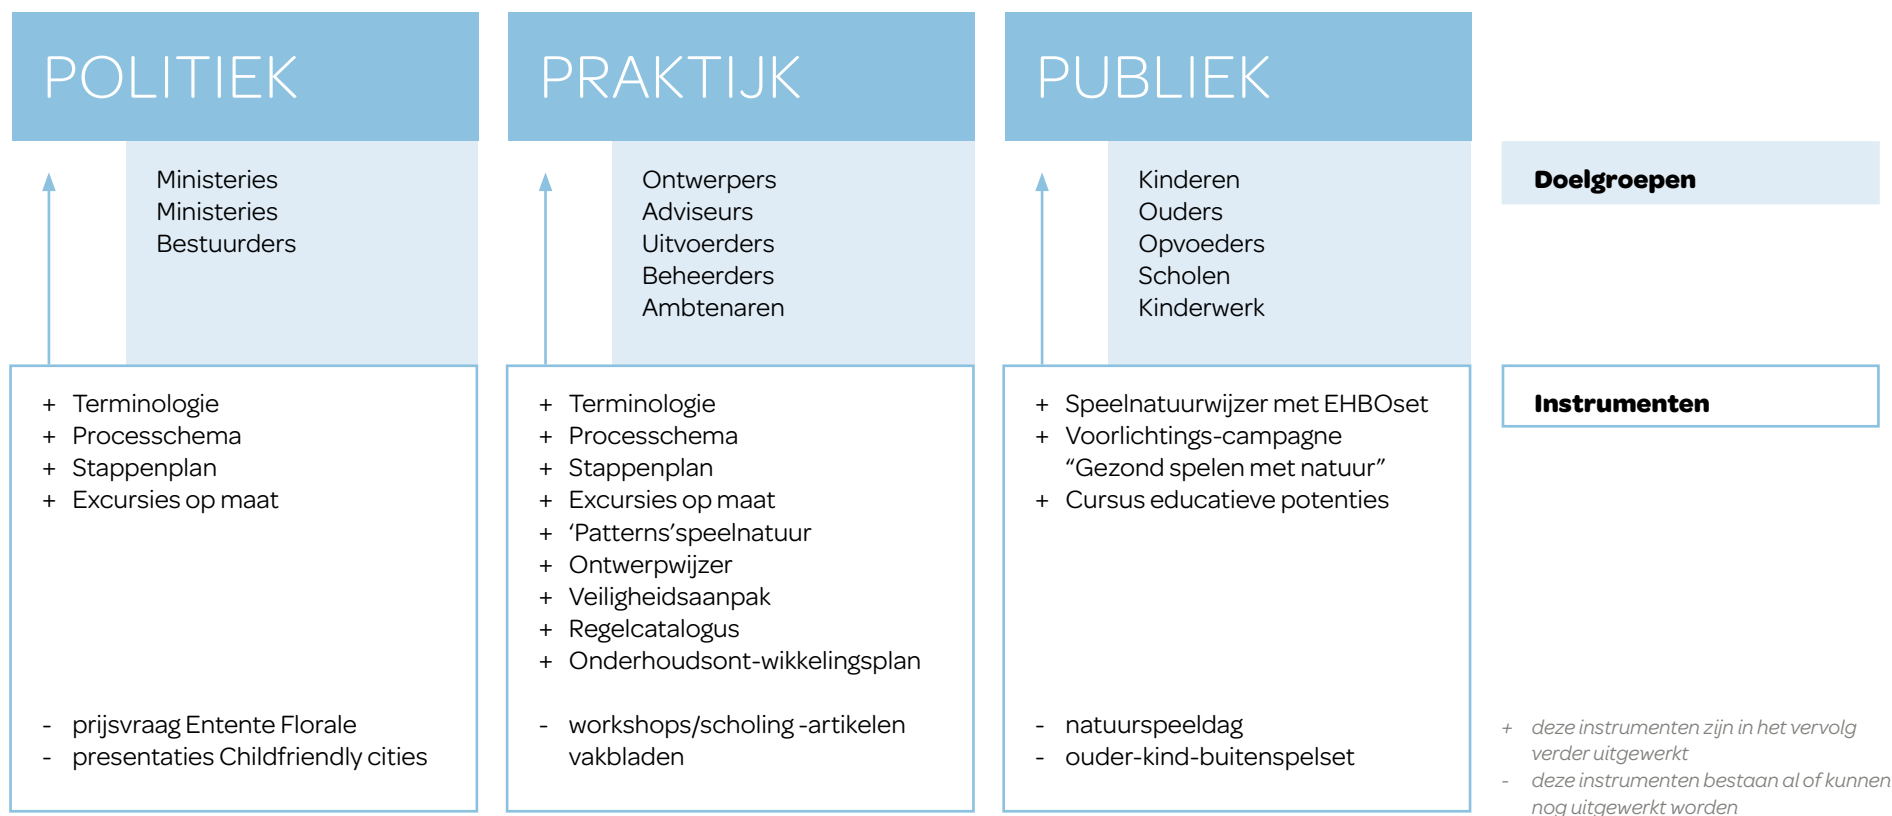 POLITIEK
Ministeries
Ministeries
Bestuurders
+ Terminologie
+ Processchema
+ Stappenplan
+ Excursies op maat
- prijsvraag Entente Florale
- presentaties Childfriendly cities
PRAKTIJK
Ontwerpers
Adviseurs
Uitvoerders
Beheerders
Ambtenaren
+ Terminologie
+ Processchema
+ Stappenplan
+ Excursies op maat
+ ‘Patterns’speelnatuur
+ Ontwerpwijzer
+ Veiligheidsaanpak
+ Regelcatalogus
+ Onderhoudsont-wikkelingsplan
- workshops/scholing -artikelen
vakbladen
PUBLIEK
Kinderen
Ouders
Opvoeders
Scholen
Kinderwerk
+ Speelnatuurwijzer met EHBOset
+ Voorlichtings-campagne
“Gezond spelen met natuur”
+ Cursus educatieve potenties
- natuurspeeldag
- ouder-kind-buitenspelset
Doelgroepen
Instrumenten
+ deze instrumenten zijn in het vervolg
verder uitgewerkt
- deze instrumenten bestaan al of kunnen
nog uitgewerkt worden